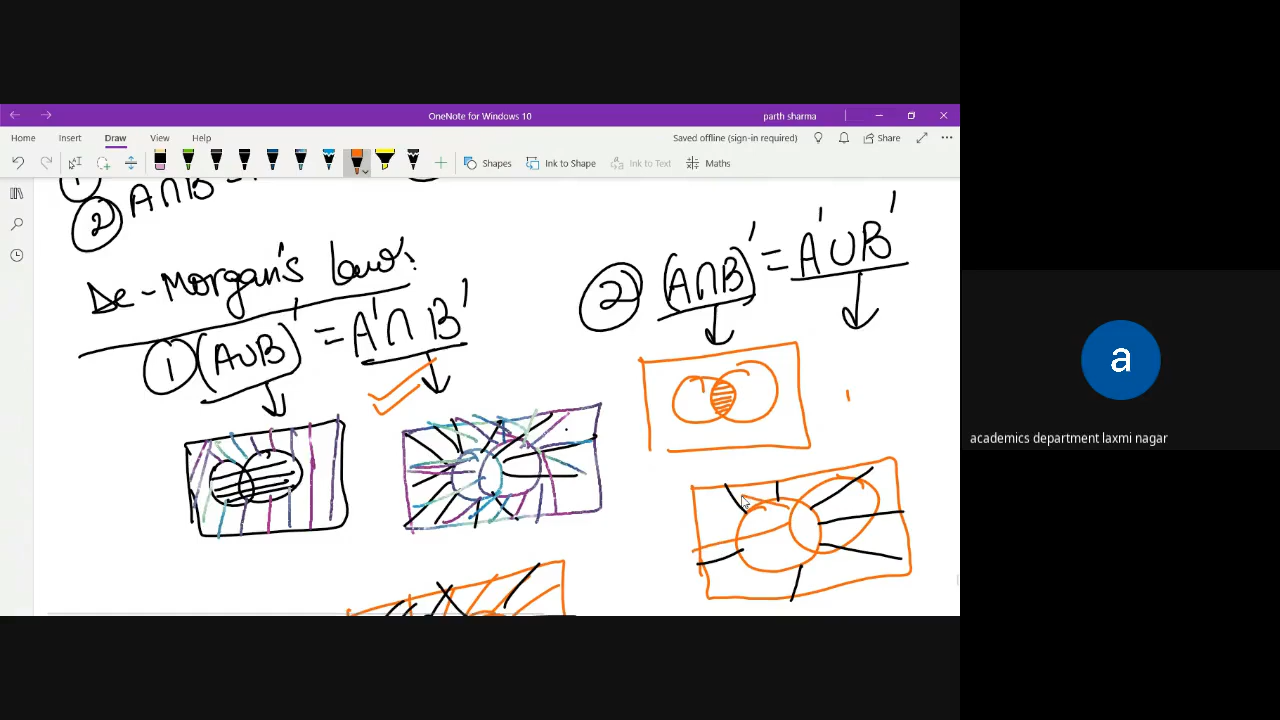 OneNote for Windows 10
parth sharma
Home Insert Draw View Help
Saved offline (sign-in required)
Share
Shapes
Ink to Shape
Ink to Text
Maths
② A∩B
De-Morgan's law:
① (A∪B)' = A'∩B'
② (A∩B)' = A'∪B'
a
academics department laxmi nagar